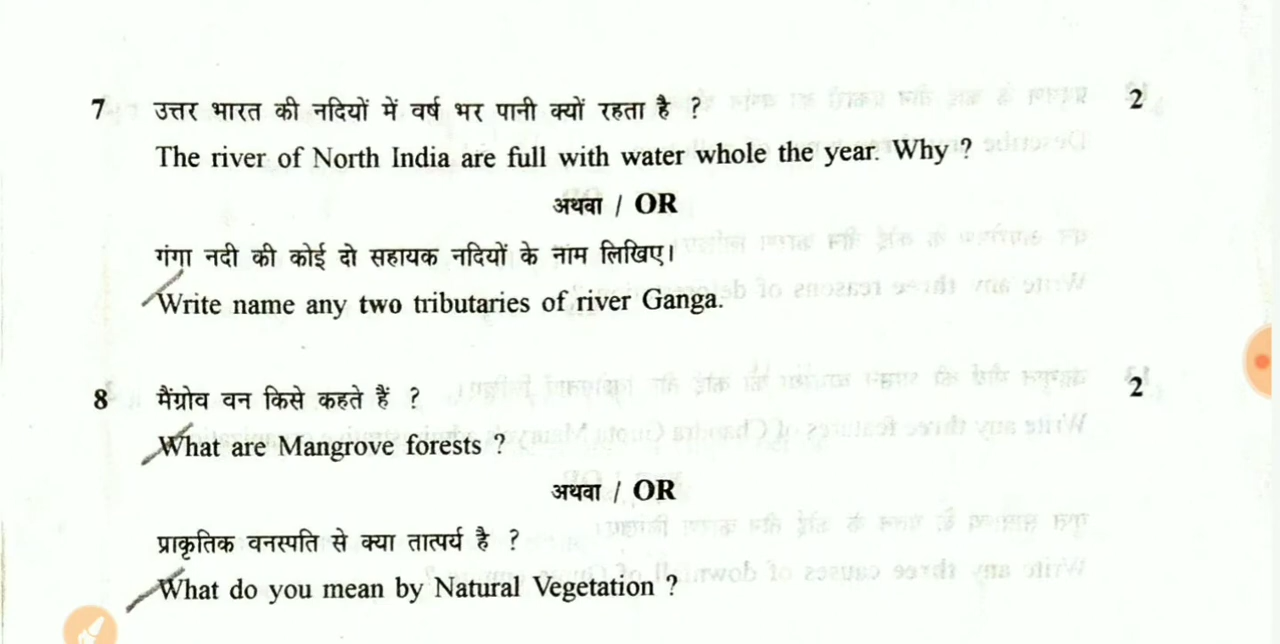 7 उत्तर भारत की नदियों में वर्ष भर पानी क्यों रहता है ? 2
The river of North India are full with water whole the year. Why ?
अथवा / OR
गंगा नदी की कोई दो सहायक नदियों के नाम लिखिए।
Write name any two tributaries of river Ganga.
8 मैंग्रोव वन किसे कहते हैं ? 2
What are Mangrove forests ?
अथवा / OR
प्राकृतिक वनस्पति से क्या तात्पर्य है ?
What do you mean by Natural Vegetation ?